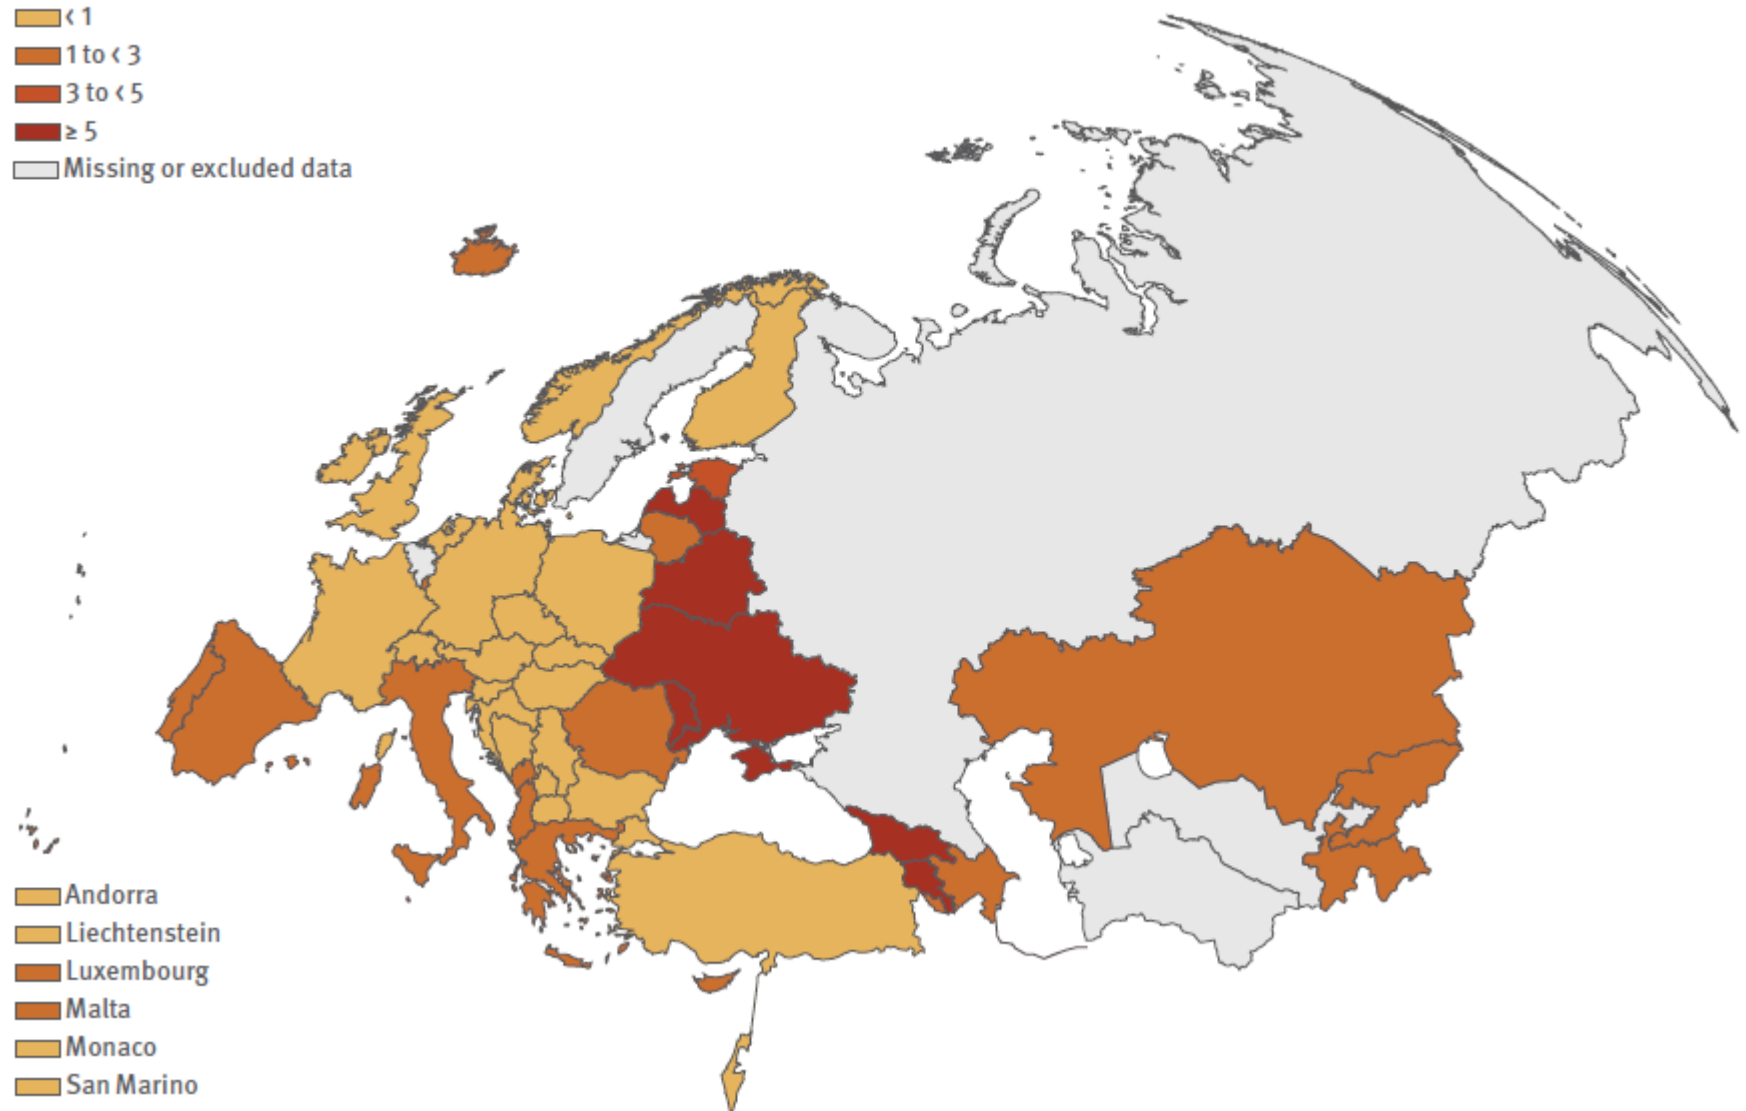 < 1
1 to < 3
3 to < 5
≥ 5
Missing or excluded data
Andorra
Liechtenstein
Luxembourg
Malta
Monaco
San Marino